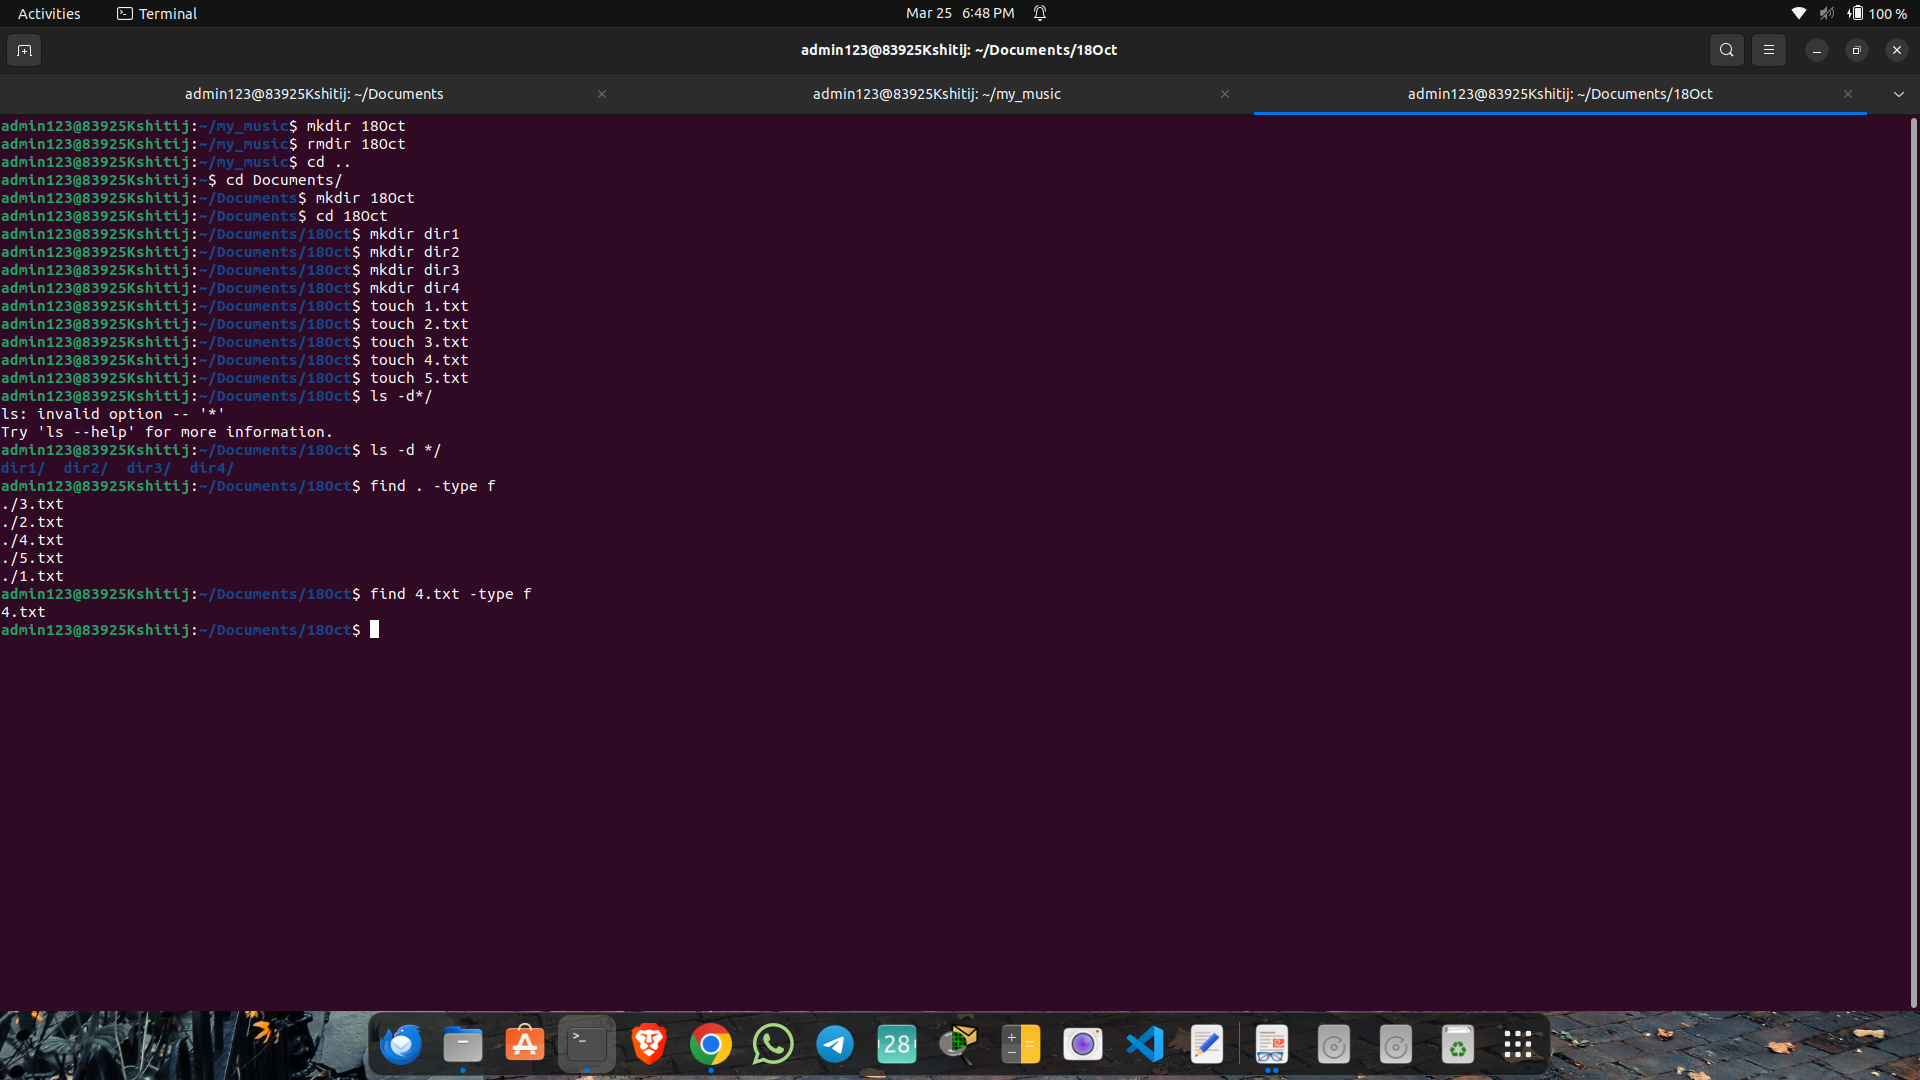 Activities
Terminal
Mar 25 6:48 PM
100 %
admin123@83925Kshitij: ~/Documents/18Oct
admin123@83925Kshitij: ~/Documents
admin123@83925Kshitij: ~/my_music
admin123@83925Kshitij: ~/Documents/18Oct
admin123@83925Kshitij:~/my_music$ mkdir 18Oct
admin123@83925Kshitij:~/my_music$ rmdir 18Oct
admin123@83925Kshitij:~/my_music$ cd ..
admin123@83925Kshitij:~$ cd Documents/
admin123@83925Kshitij:~/Documents$ mkdir 18Oct
admin123@83925Kshitij:~/Documents$ cd 18Oct
admin123@83925Kshitij:~/Documents/18Oct$ mkdir dir1
admin123@83925Kshitij:~/Documents/18Oct$ mkdir dir2
admin123@83925Kshitij:~/Documents/18Oct$ mkdir dir3
admin123@83925Kshitij:~/Documents/18Oct$ mkdir dir4
admin123@83925Kshitij:~/Documents/18Oct$ touch 1.txt
admin123@83925Kshitij:~/Documents/18Oct$ touch 2.txt
admin123@83925Kshitij:~/Documents/18Oct$ touch 3.txt
admin123@83925Kshitij:~/Documents/18Oct$ touch 4.txt
admin123@83925Kshitij:~/Documents/18Oct$ touch 5.txt
admin123@83925Kshitij:~/Documents/18Oct$ ls -d*/
ls: invalid option -- '*'
Try 'ls --help' for more information.
admin123@83925Kshitij:~/Documents/18Oct$ ls -d */
dir1/  dir2/  dir3/  dir4/
admin123@83925Kshitij:~/Documents/18Oct$ find . -type f
./3.txt
./2.txt
./4.txt
./5.txt
./1.txt
admin123@83925Kshitij:~/Documents/18Oct$ find 4.txt -type f
4.txt
admin123@83925Kshitij:~/Documents/18Oct$
28